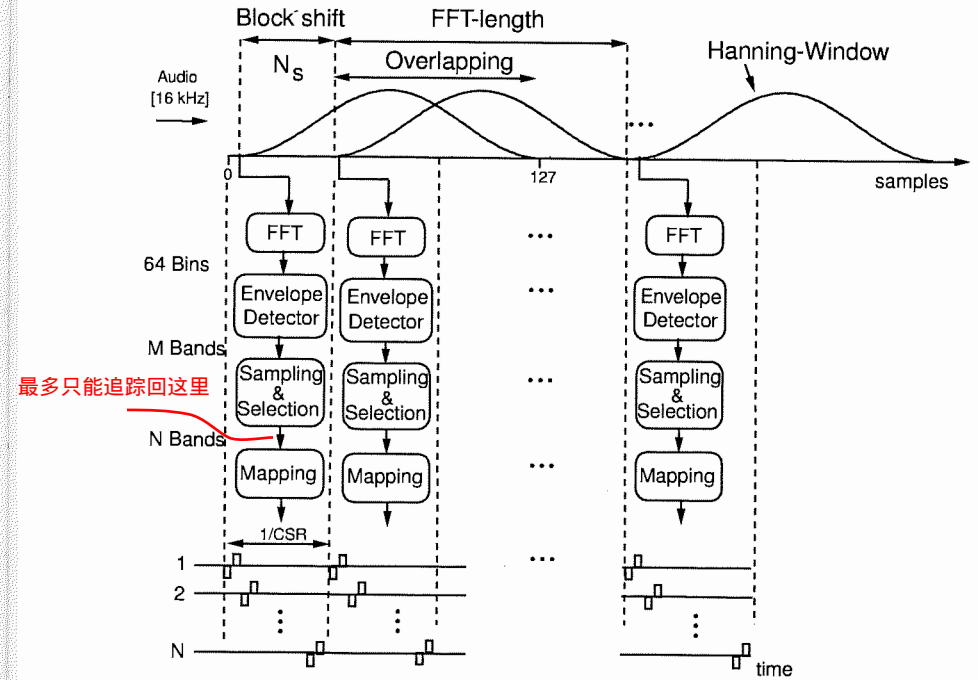 Block shift
FFT-length
Hanning-Window
Ns
Overlapping
Audio
[16 kHz]
...
0
127
samples
FFT
FFT
...
FFT
64 Bins
Envelope
Detector
Envelope
Detector
...
Envelope
Detector
M Bands
Sampling
&
Selection
Sampling
&
Selection
...
Sampling
&
Selection
最多只能追踪回这里
N Bands
Mapping
Mapping
...
Mapping
1/CSR
1
...
2
N
time